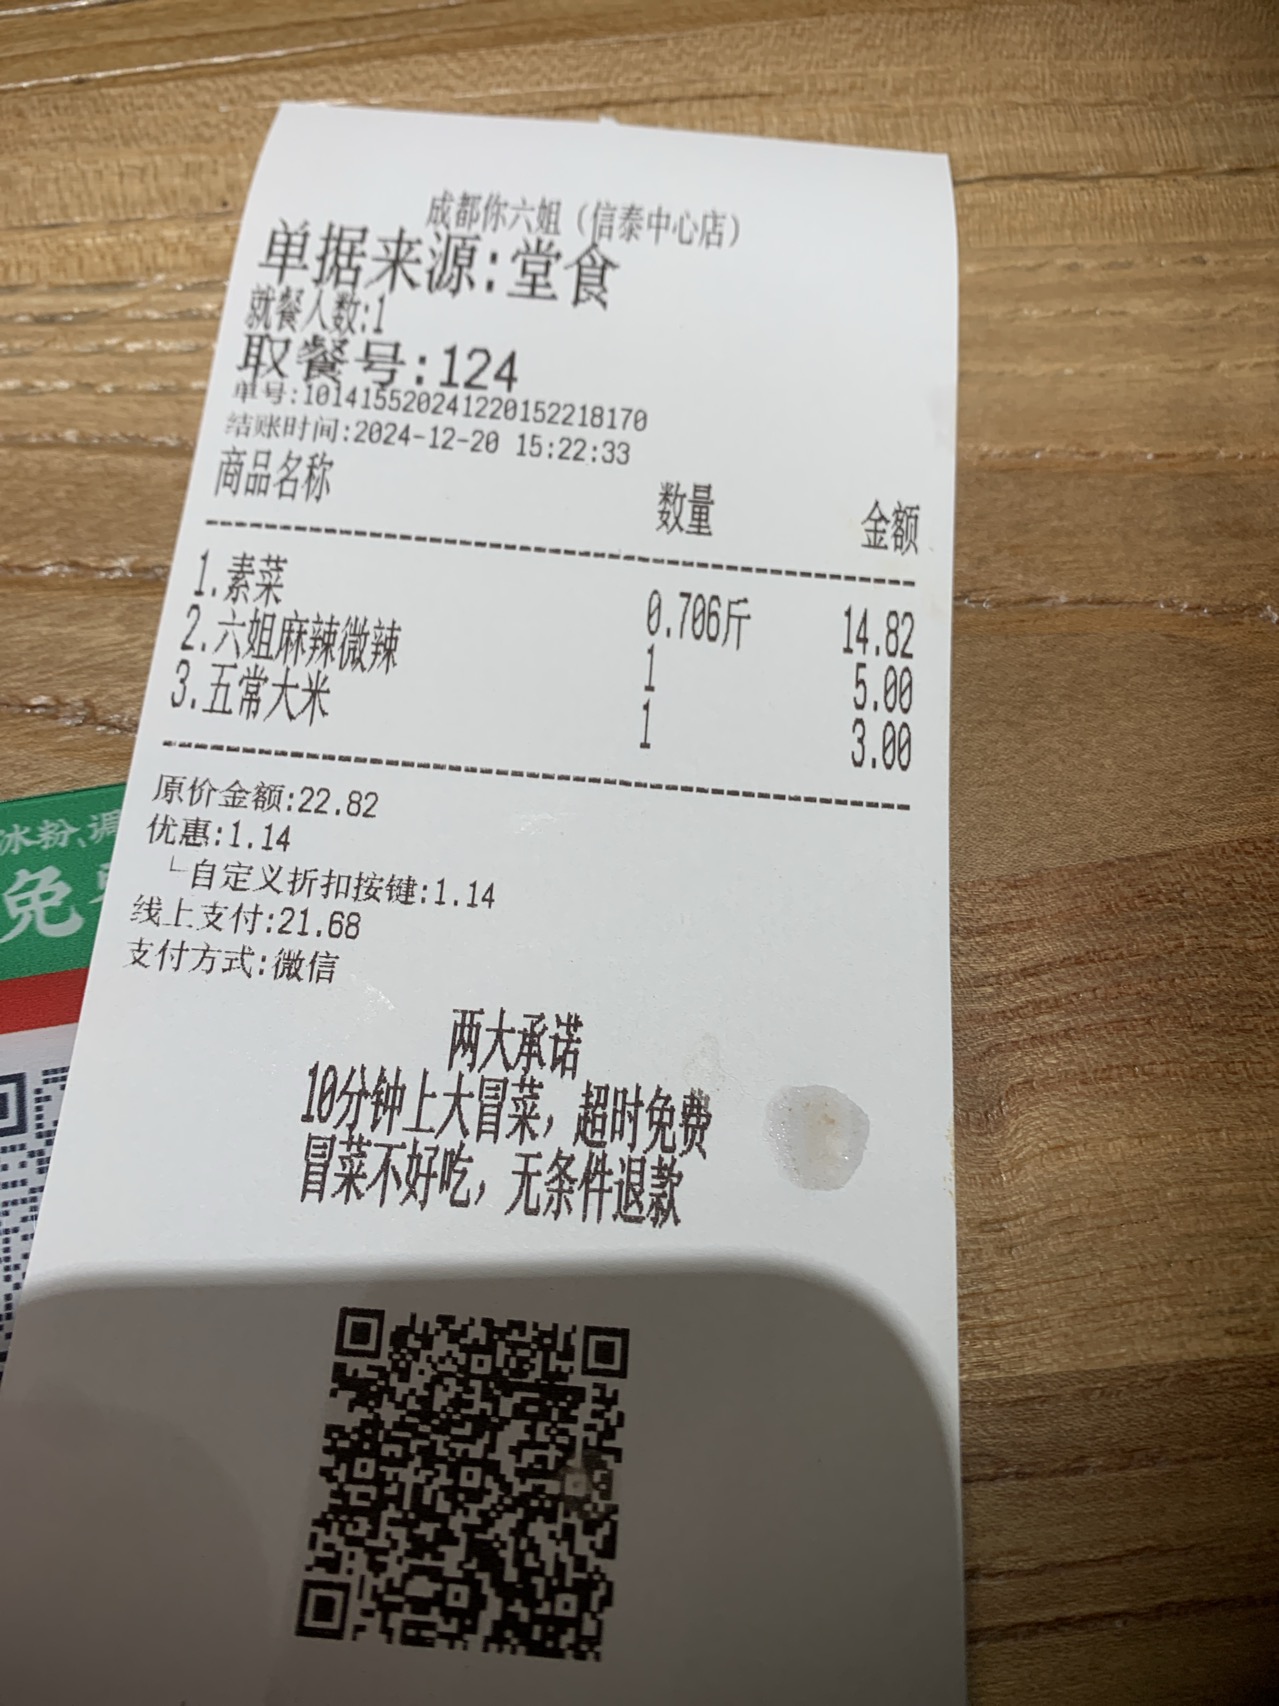 成都你六姐（信泰中心店）
单据来源:堂食
就餐人数:1
取餐号:124
单号:101415520241220152218170
结账时间:2024-12-20 15:22:33
商品名称 数量 金额
1.素菜 0.706斤 14.82
2.六姐麻辣微辣 1 5.00
3.五常大米 1 3.00
原价金额:22.82
优惠:1.14
└自定义折扣按键:1.14
线上支付:21.68
支付方式:微信
两大承诺
10分钟上大冒菜，超时免费
冒菜不好吃，无条件退款
冰粉、调
免